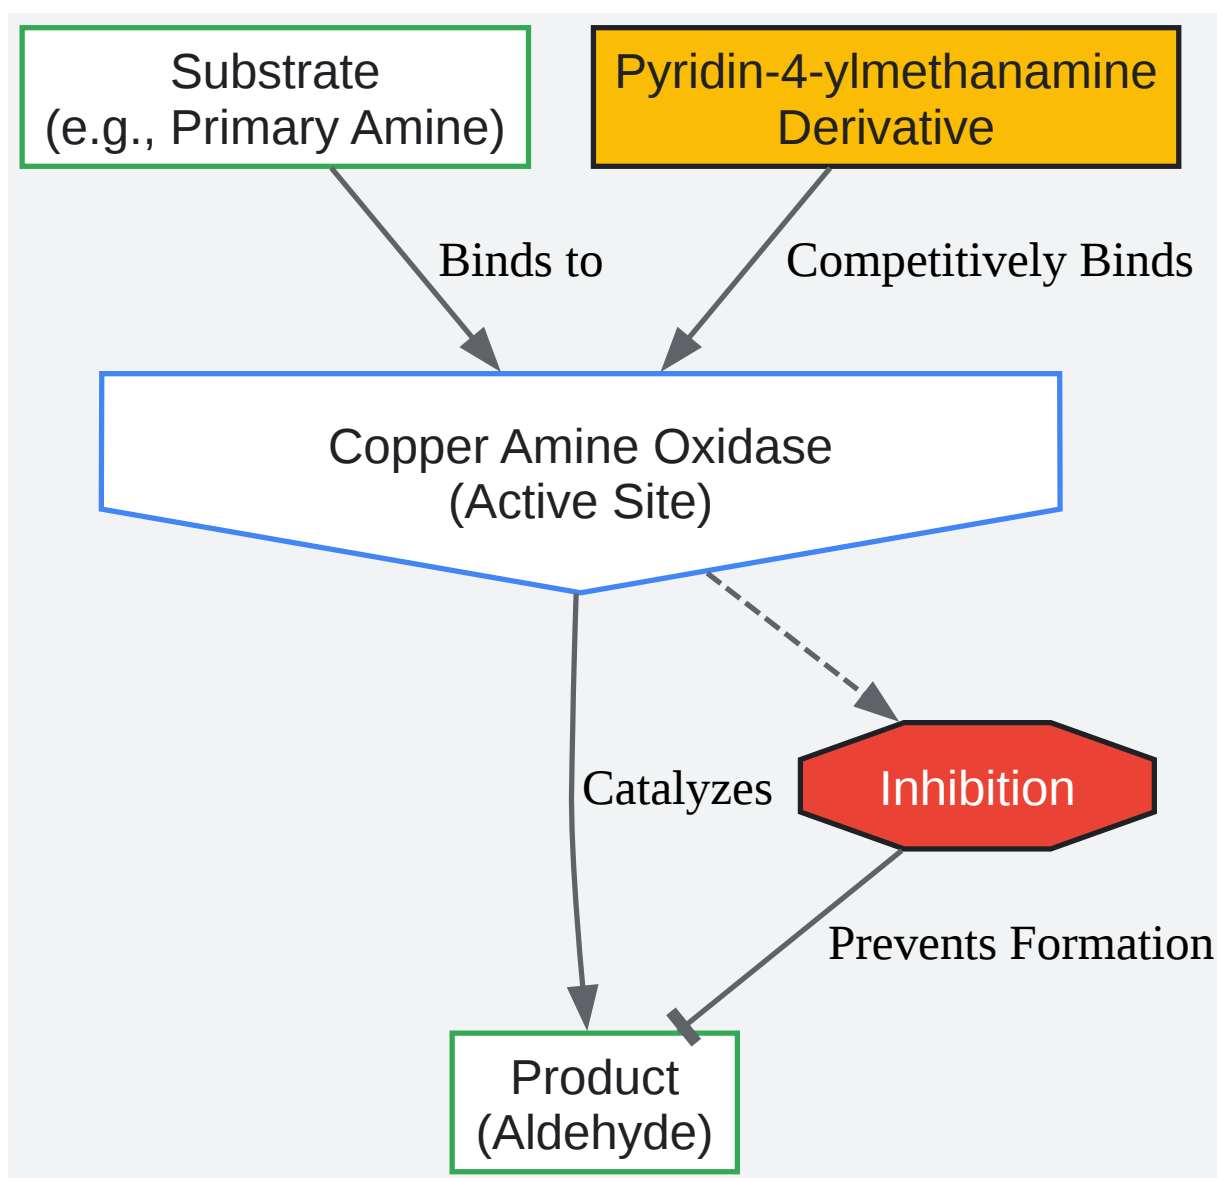 Substrate
(e.g., Primary Amine)
Pyridin-4-ylmethanamine
Derivative
Binds to
Competitively Binds
Copper Amine Oxidase
(Active Site)
Catalyzes
Inhibition
Prevents Formation
Product
(Aldehyde)